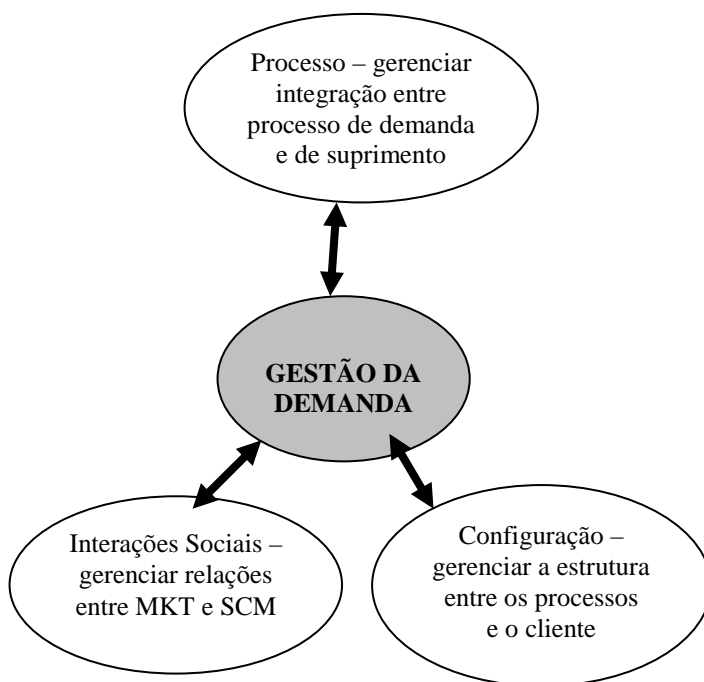 Processo – gerenciar
integração entre
processo de demanda
e de suprimento
GESTÃO DA
DEMANDA
Interações Sociais –
gerenciar relações
entre MKT e SCM
Configuração –
gerenciar a estrutura
entre os processos
e o cliente